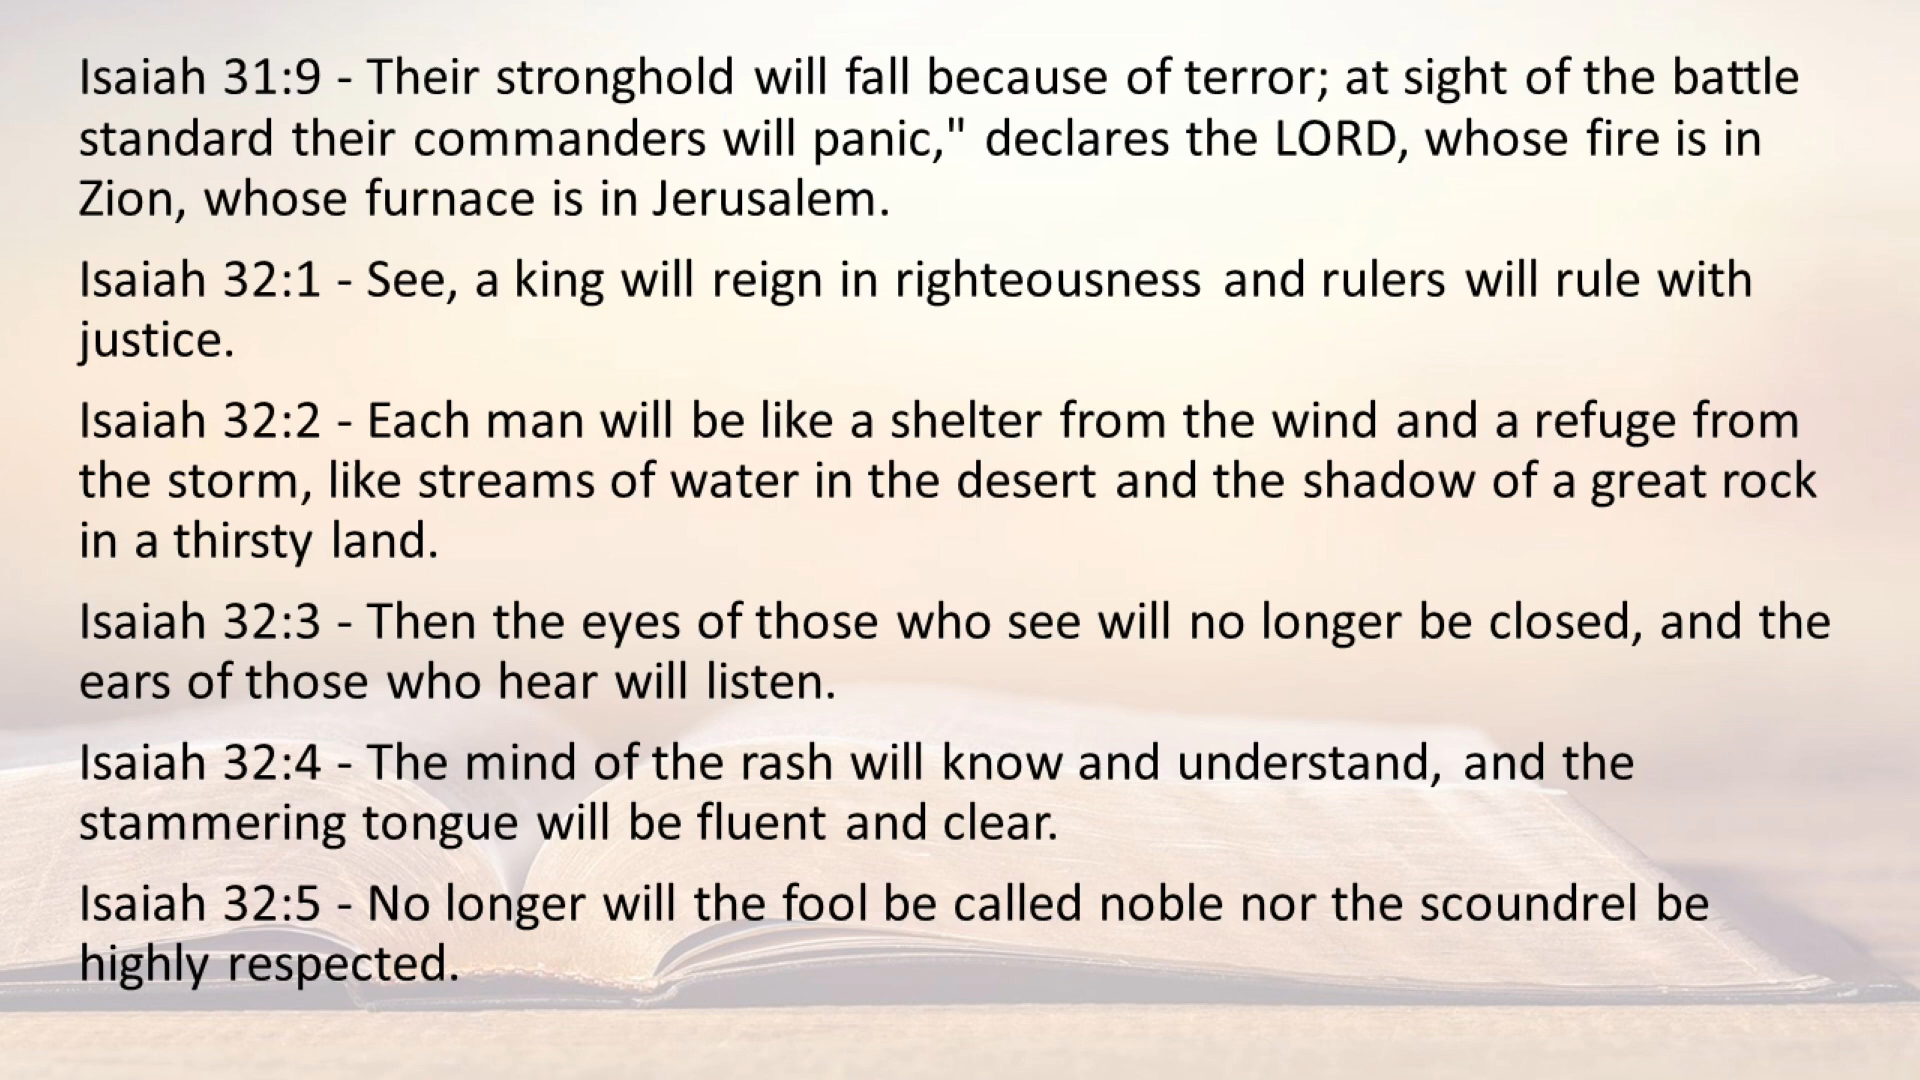 Isaiah 31:9 - Their stronghold will fall because of terror; at sight of the battle
standard their commanders will panic," declares the LORD, whose fire is in
Zion, whose furnace is in Jerusalem.
Isaiah 32:1 - See, a king will reign in righteousness and rulers will rule with
justice.
Isaiah 32:2 - Each man will be like a shelter from the wind and a refuge from
the storm, like streams of water in the desert and the shadow of a great rock
in a thirsty land.
Isaiah 32:3 - Then the eyes of those who see will no longer be closed, and the
ears of those who hear will listen.
Isaiah 32:4 - The mind of the rash will know and understand, and the
stammering tongue will be fluent and clear.
Isaiah 32:5 - No longer will the fool be called noble nor the scoundrel be
highly respected.